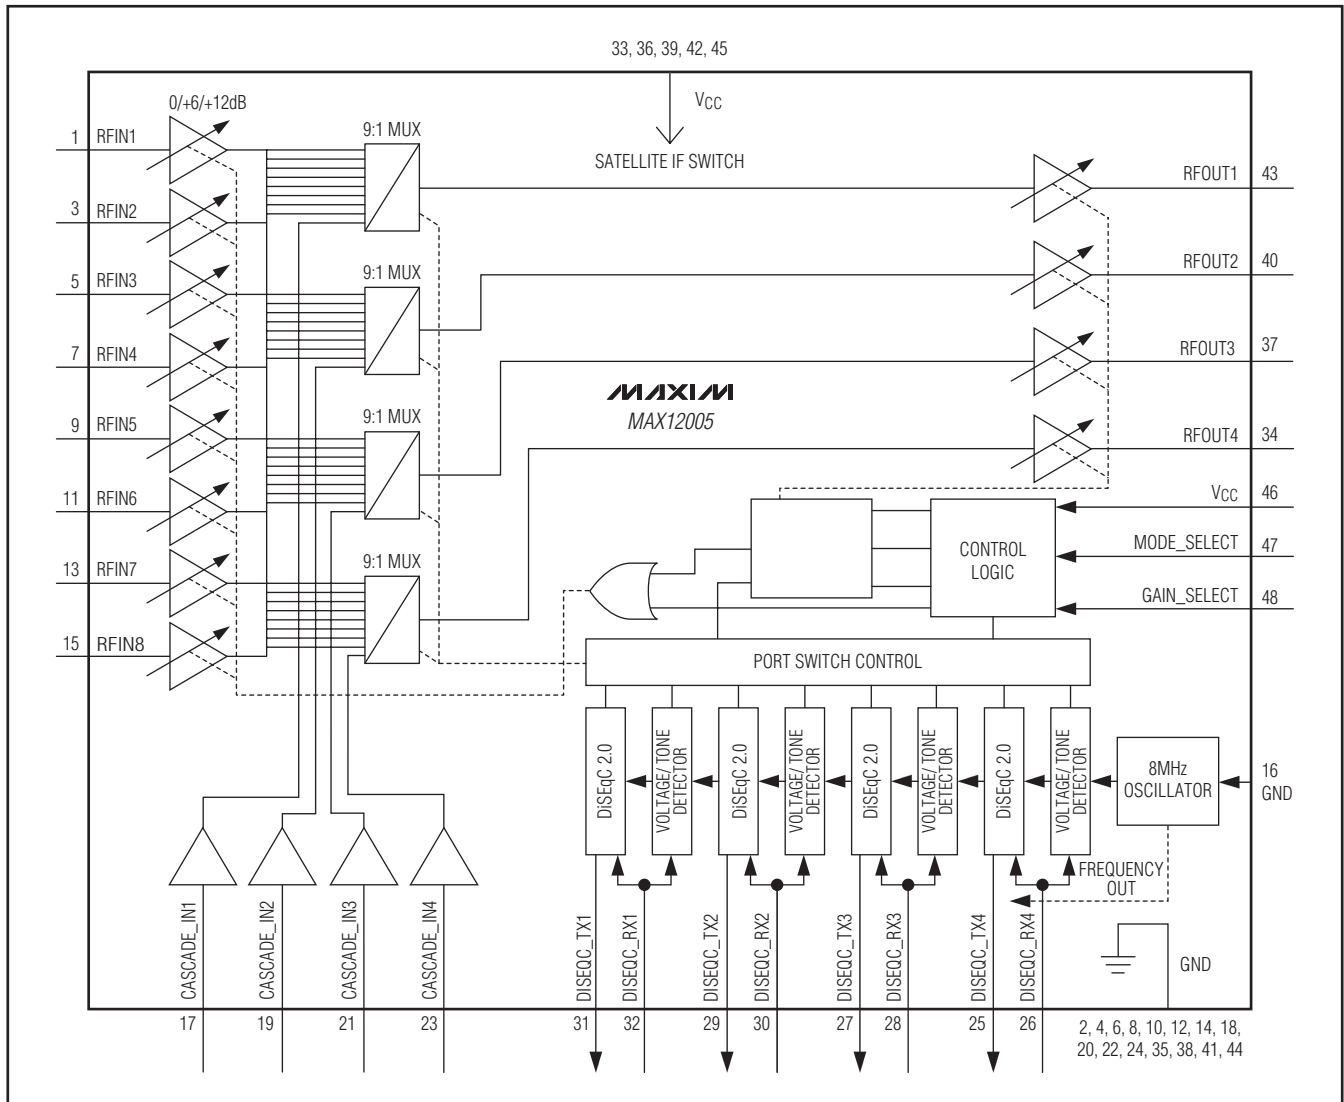 33, 36, 39, 42, 45
VCC
SATELLITE IF SWITCH
0/+6/+12dB
1 RFIN1
3 RFIN2
5 RFIN3
7 RFIN4
9 RFIN5
11 RFIN6
13 RFIN7
15 RFIN8
9:1 MUX
9:1 MUX
9:1 MUX
9:1 MUX
MAXIM
MAX12005
RFOUT1 43
RFOUT2 40
RFOUT3 37
RFOUT4 34
VCC 46
MODE_SELECT 47
GAIN_SELECT 48
CONTROL
LOGIC
PORT SWITCH CONTROL
DiSEqC 2.0
VOLTAGE/TONE
DETECTOR
DiSEqC 2.0
VOLTAGE/TONE
DETECTOR
DiSEqC 2.0
VOLTAGE/TONE
DETECTOR
DiSEqC 2.0
VOLTAGE/TONE
DETECTOR
8MHz
OSCILLATOR
16
GND
FREQUENCY
OUT
CASCADE_IN1
CASCADE_IN2
CASCADE_IN3
CASCADE_IN4
DISEQC_TX1
DISEQC_RX1
DISEQC_TX2
DISEQC_RX2
DISEQC_TX3
DISEQC_RX3
DISEQC_TX4
DISEQC_RX4
GND
17
19
21
23
31
32
29
30
27
28
25
26
2, 4, 6, 8, 10, 12, 14, 18,
20, 22, 24, 35, 38, 41, 44